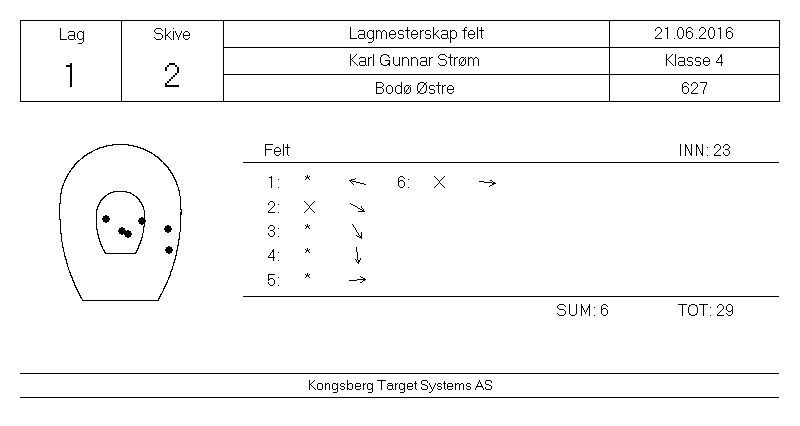 Lag Skive Lagmesterskap felt 21.06.2016
1 2 Karl Gunnar Strøm Klasse 4
Bodø Østre 627
Felt INN: 23
1: * ← 6: X →
2: X ↘
3: * ↘
4: * ↓
5: * →
SUM: 6 TOT: 29
Kongsberg Target Systems AS